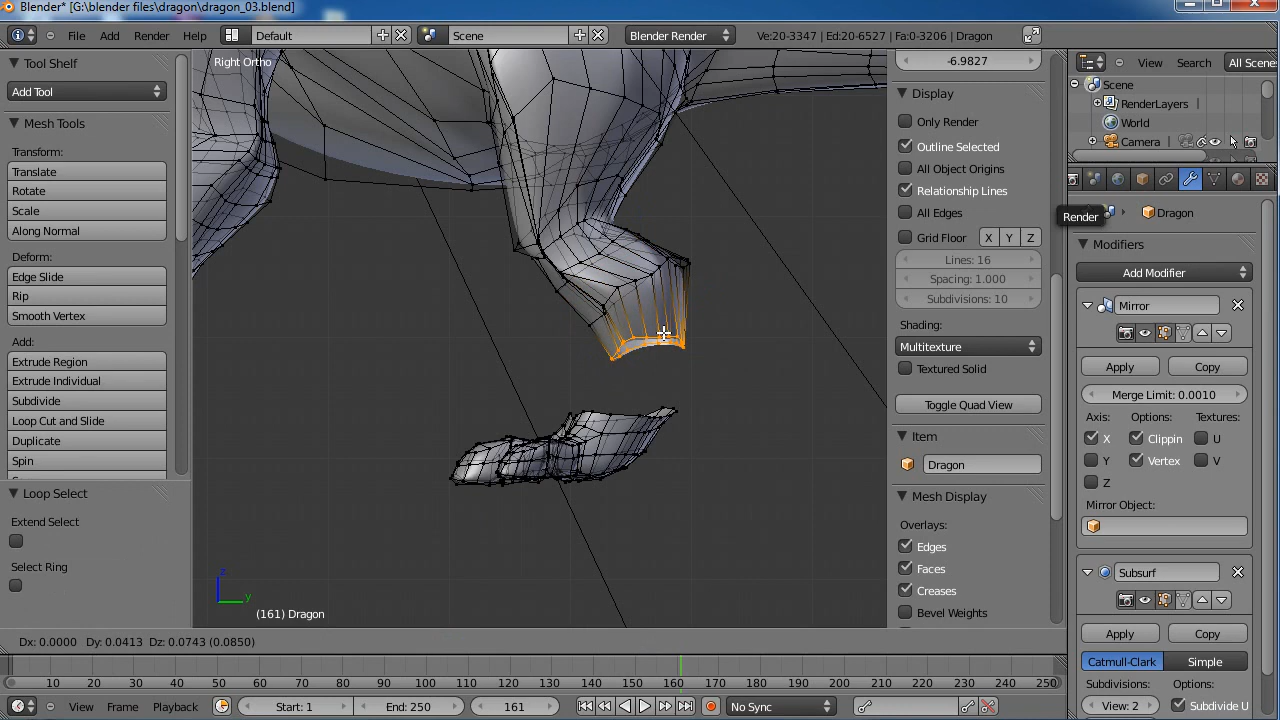 Blender* [G:\blender files\dragon\dragon_03.blend]
File Add Render Help Default Scene Blender Render Ve:20-3347 | Ed:20-6527 | Fa:0-3206 | Dragon
Tool Shelf
Add Tool
Mesh Tools
Transform:
Translate
Rotate
Scale
Along Normal
Deform:
Edge Slide
Rip
Smooth Vertex
Add:
Extrude Region
Extrude Individual
Subdivide
Loop Cut and Slide
Duplicate
Spin
Loop Select
Extend Select
Select Ring
Right Ortho
z
y
(161) Dragon
Dx: 0.0000 Dy: 0.0413 Dz: 0.0743 (0.0850)
-6.9827
Display
Only Render
Outline Selected
All Object Origins
Relationship Lines
All Edges
Grid Floor X Y Z
Lines: 16
Spacing: 1.000
Subdivisions: 10
Shading:
Multitexture
Textured Solid
Toggle Quad View
Item
Dragon
Mesh Display
Overlays:
Edges
Faces
Creases
Bevel Weights
View Search All Scene
Scene
RenderLayers
World
Camera
Render
Dragon
Modifiers
Add Modifier
Mirror
Apply Copy
Merge Limit: 0.0010
Axis: Options: Textures:
X Clippin U
Y Vertex V
Z
Mirror Object:
Subsurf
Apply Copy
Catmull-Clark Simple
Subdivisions: Options:
View: 2 Subdivide U
10 20 30 40 50 60 70 80 90 100 110 120 130 140 150 160 170 180 190 200 210 220 230 240 250
View Frame Playback Start: 1 End: 250 161 No Sync